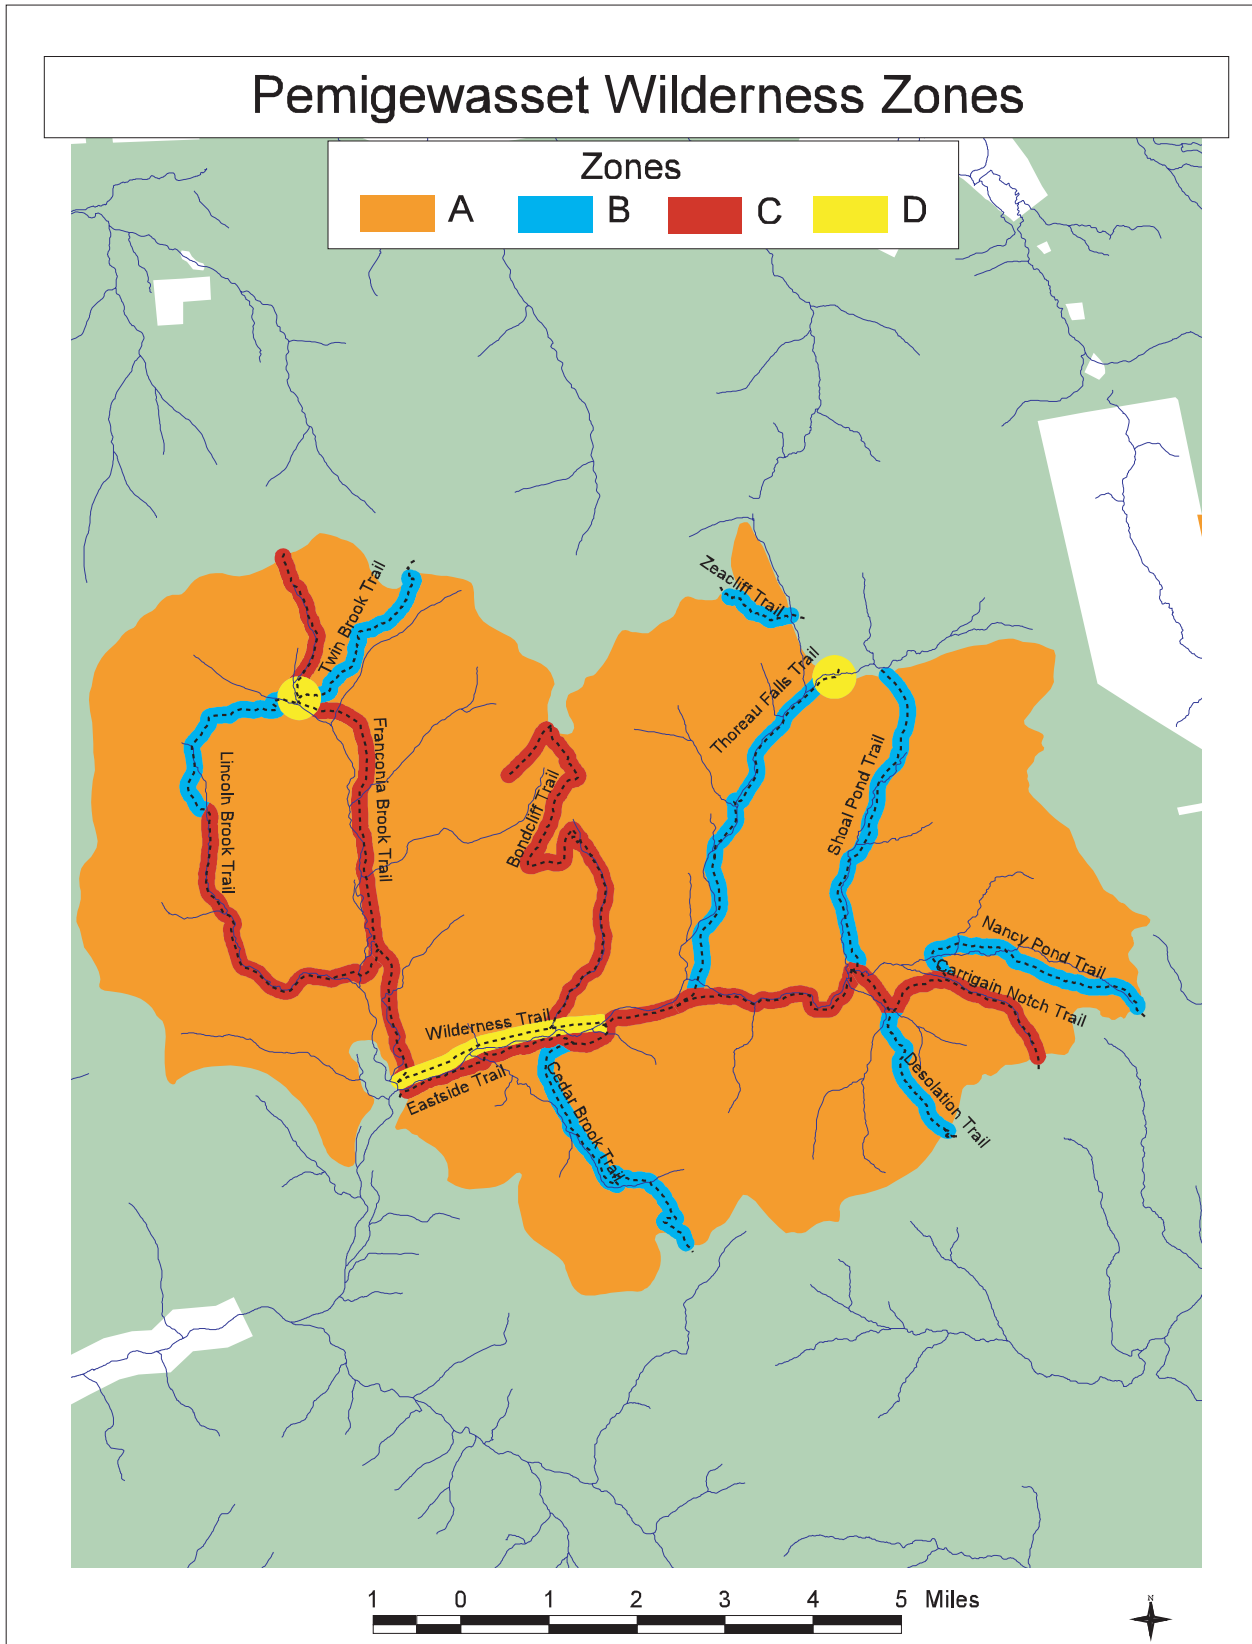 Pemigewasset Wilderness Zones
Zones
A B C D
Twin Brook Trail
Zeacliff Trail
Thoreau Falls Trail
Franconia Brook Trail
Lincoln Brook Trail
Bondcliff Trail
Shoal Pond Trail
Nancy Pond Trail
Carrigain Notch Trail
Wilderness Trail
Eastside Trail
Cedar Brook Trail
Desolation Trail
1 0 1 2 3 4 5 Miles
N